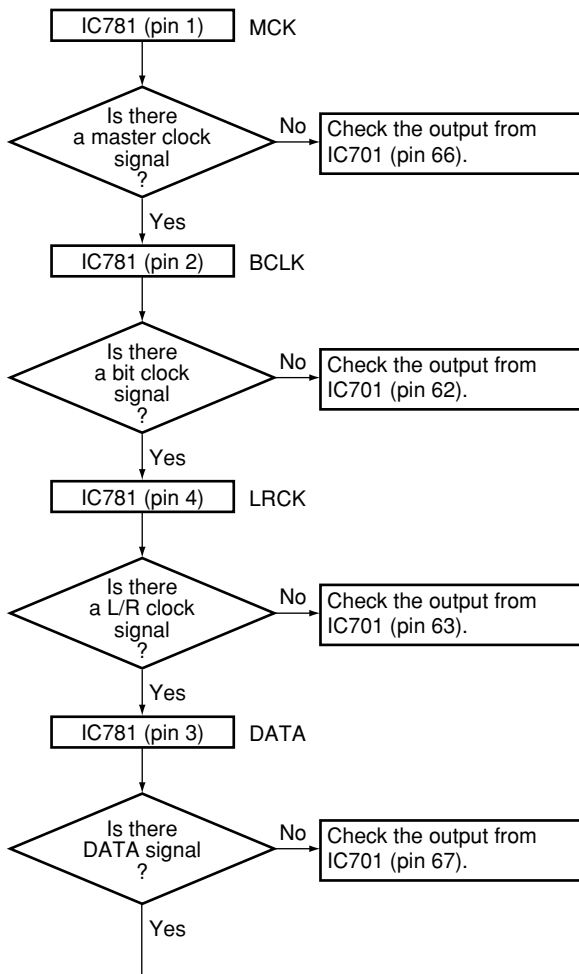 IC781 (pin 1) MCK
Is there
a master clock
signal
?
No
Check the output from
IC701 (pin 66).
Yes
IC781 (pin 2) BCLK
Is there
a bit clock
signal
?
No
Check the output from
IC701 (pin 62).
Yes
IC781 (pin 4) LRCK
Is there
a L/R clock
signal
?
No
Check the output from
IC701 (pin 63).
Yes
IC781 (pin 3) DATA
Is there
DATA signal
?
No
Check the output from
IC701 (pin 67).
Yes